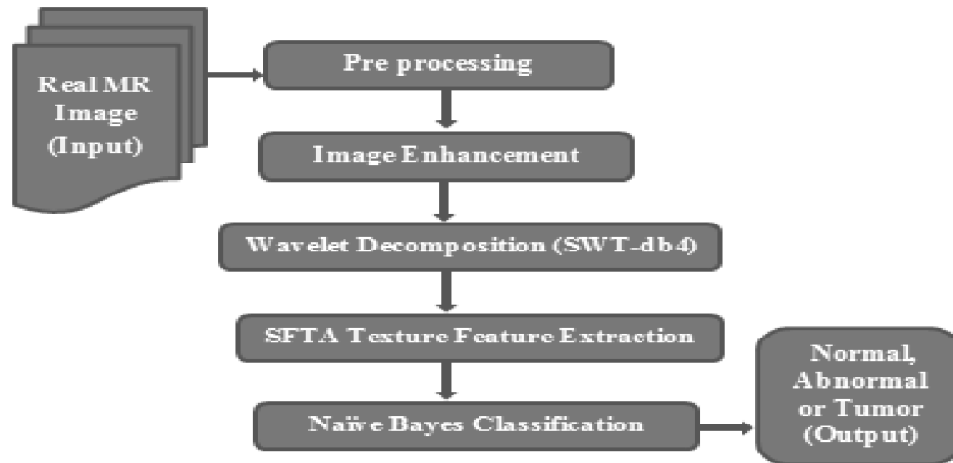 Real MR
Image
(Input)
Pre processing
Image Enhancement
Wavelet Decomposition (SWT-db4)
SFTA Texture Feature Extraction
Naïve Bayes Classification
Normal,
Abnormal
or Tumor
(Output)